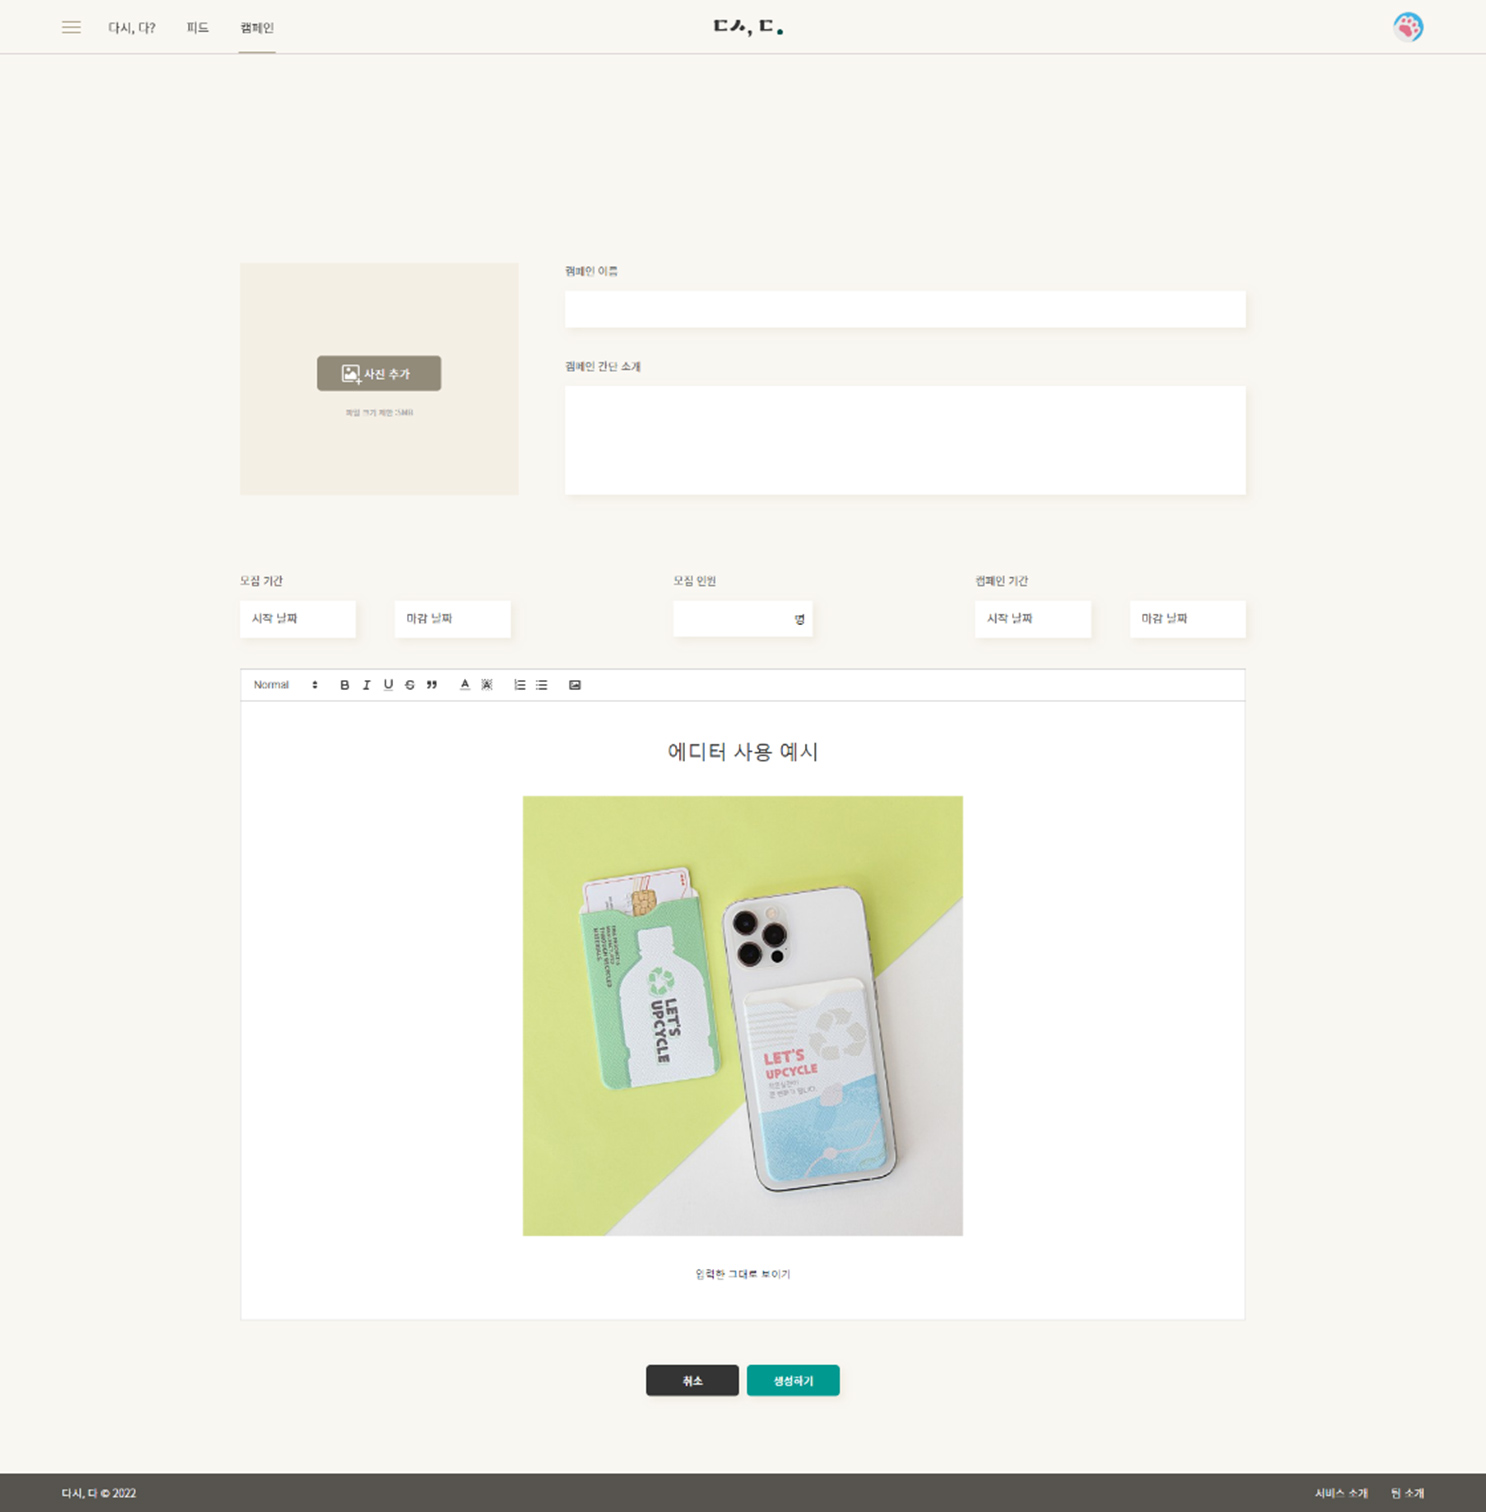 다시, 다?
피드
캠페인
ㄷㅅ, ㄷ.
캠페인 이름
사진 추가
파일 크기 제한 3MB
캠페인 간단 소개
모집 기간
모집 인원
캠페인 기간
시작 날짜
마감 날짜
명
시작 날짜
마감 날짜
Normal
에디터 사용 예시
LET'S
UPCYCLE
LET'S
UPCYCLE
입력한 그대로 보이기
취소
생성하기
다시, 다 © 2022
서비스 소개
팀 소개